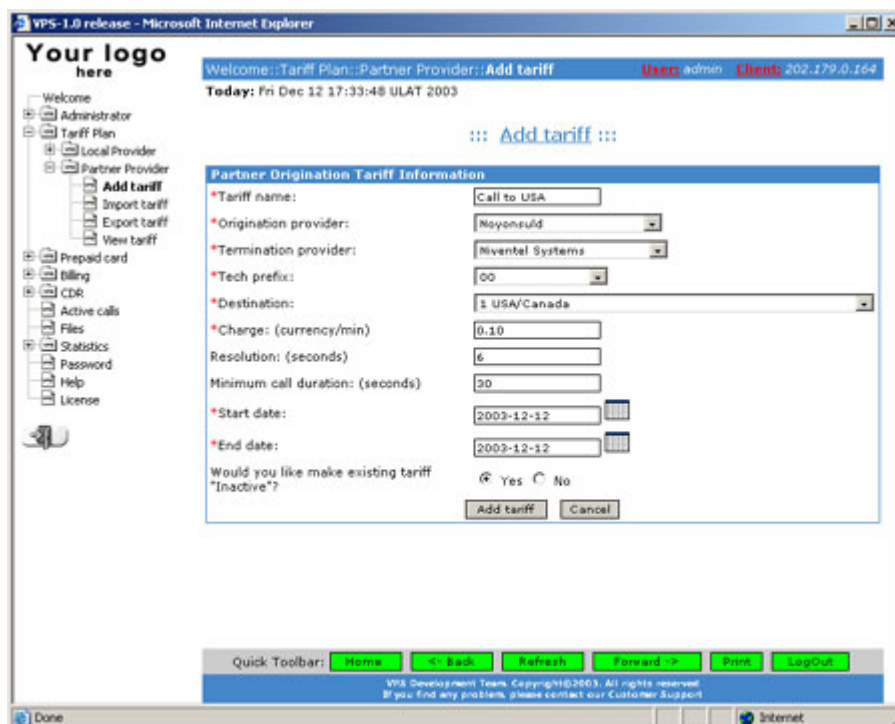 VPS-1.0 release - Microsoft Internet Explorer
Your logo
here
Welcome::Tariff Plan::Partner Provider::Add tariff User: admin Client: 202.179.0.164
Today: Fri Dec 12 17:33:48 ULAT 2003
Welcome
Administrator
Tariff Plan
Local Provider
Partner Provider
Add tariff
Import tariff
Export tariff
View tariff
Prepaid card
Billing
CDR
Active calls
Files
Statistics
Password
Help
License
::: Add tariff :::
Partner Origination Tariff Information
*Tariff name: Call to USA
*Origination provider: Noyonsuld
*Termination provider: Niventel Systems
*Tech prefix: 00
*Destination: 1 USA/Canada
*Charge: (currency/min) 0.10
Resolution: (seconds) 6
Minimum call duration: (seconds) 30
*Start date: 2003-12-12
*End date: 2003-12-12
Would you like make existing tariff
"Inactive"? Yes No
Add tariff Cancel
Quick Toolbar: Home <- Back Refresh Forward -> Print LogOut
VPS Development Team. Copyright©2003. All rights reserved
If you find any problem, please contact our Customer Support
Done Internet